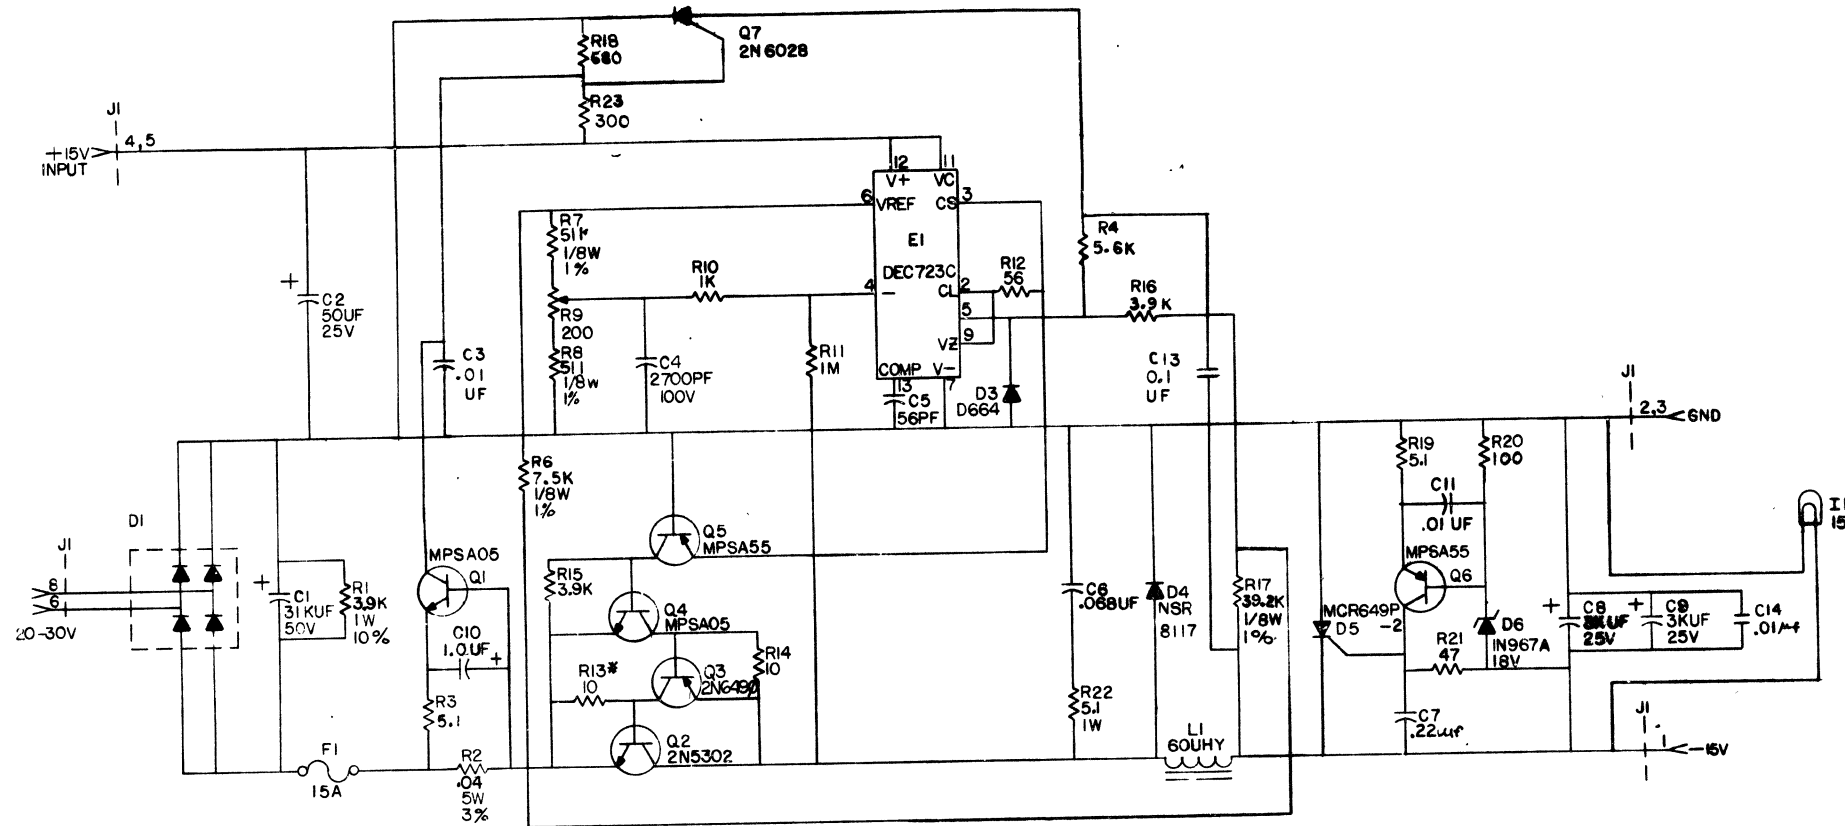 Q7
2N6028
R18
680
R23
300
J1
4,5
+15V
INPUT
12
11
V+
VC
6
VREF
CS
3
E1
DEC723C
4
−
CL
2
5
VZ
9
COMP
V−
13
7
R7
511
1/8W
1%
R9
200
R8
511
1/8W
1%
R10
1K
R12
56
R4
5.6K
R16
3.9K
+
C2
50UF
25V
C3
.01
UF
C4
2700PF
100V
R11
1M
C5
56PF
D3
D664
C13
0.1
UF
J1
2,3
GND
R6
7.5K
1/8W
1%
R19
5.1
R20
100
C11
.01 UF
D1
J1
8
6
20-30V
+
C1
31KUF
50V
R1
3.9K
1W
10%
MPSA05
Q1
C10
1.0UF
+
R3
5.1
F1
15A
R2
.04
5W
3%
Q5
MPSA55
R15
3.9K
Q4
MPSA05
R13*
10
Q3
2N6490
R14
10
Q2
2N5302
C6
.068UF
R22
5.1
1W
D4
NSR
8117
R17
39.2K
1/8W
1%
L1
60UHY
MPSA55
Q6
MCR649P
-2
D5
R21
47
D6
1N967A
18V
C7
.22uf
+
C8
3KUF
25V
+
C9
3KUF
25V
C14
.01uf
I1
15
J1
1
−15V